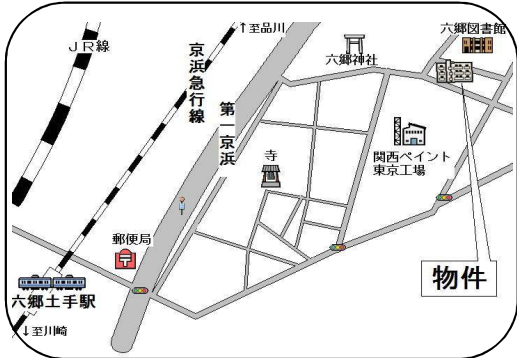 ↑至品川
六郷図書館
JR線
京浜急行線
六郷神社
第一京浜
寺
関西ペイント
東京工場
郵便局
〒
物件
六郷土手駅
↓至川崎